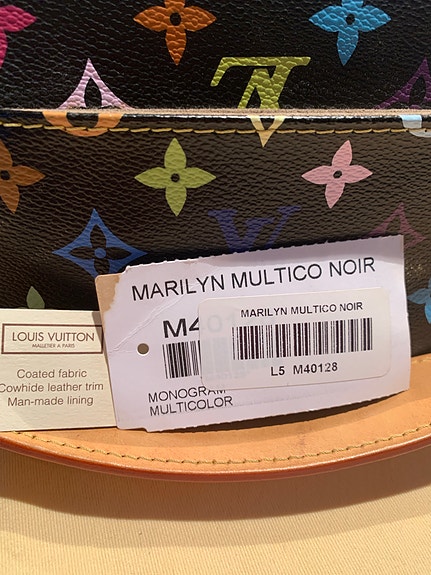 MARILYN MULTICO NOIR
MARILYN MULTICO NOIR
L5 M40128
MONOGRAM
MULTICOLOR
LOUIS VUITTON
MALLETIER À PARIS
Coated fabric
Cowhide leather trim
Man-made lining